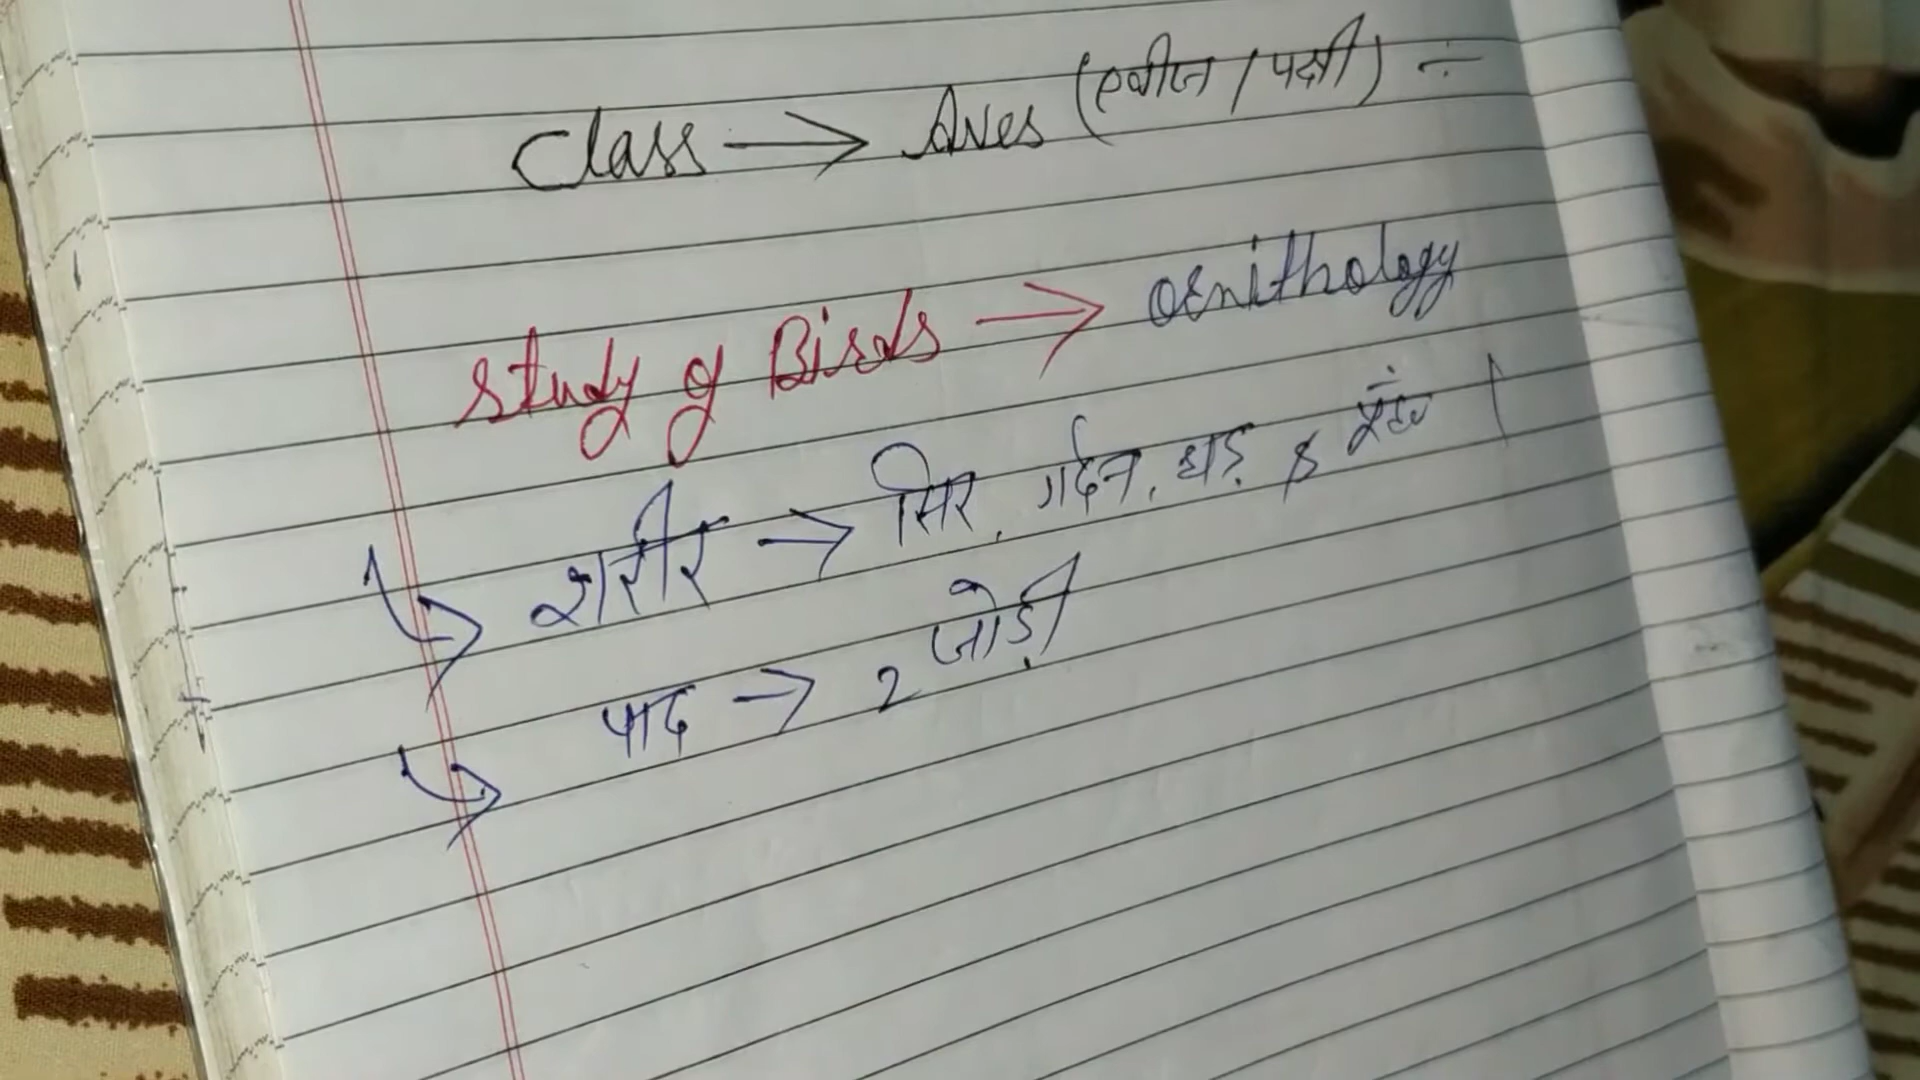 Class → Aves (एवीज / पक्षी) ÷
Study of Birds → Ornithology
शरीर → सिर, गर्दन, धड़ & पूंछ ।
पाद → 2 जोड़ी